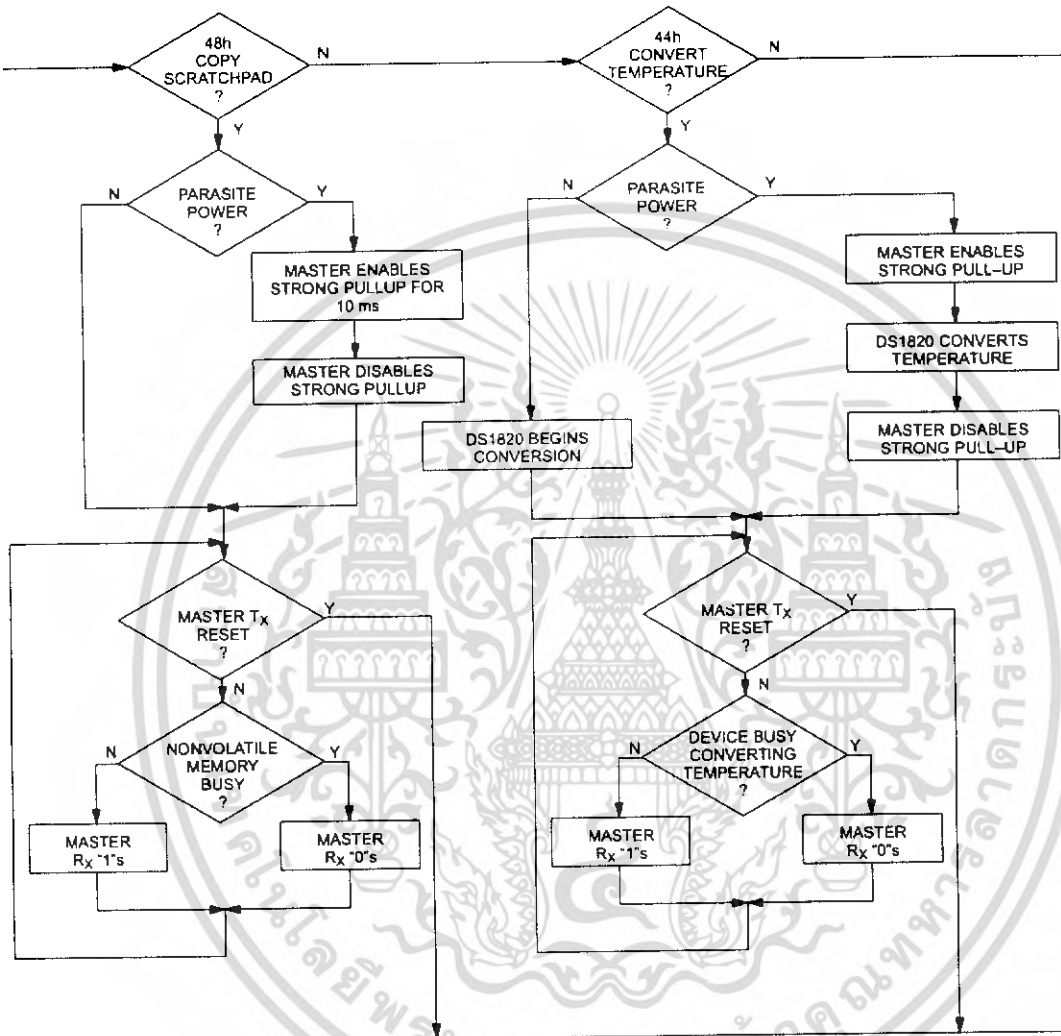 48h
COPY
SCRATCHPAD
?
N
Y
44h
CONVERT
TEMPERATURE
?
N
Y
N
PARASITE
POWER
?
Y
MASTER ENABLES
STRONG PULLUP FOR
10 ms
MASTER DISABLES
STRONG PULLUP
N
PARASITE
POWER
?
Y
MASTER ENABLES
STRONG PULL–UP
DS1820 CONVERTS
TEMPERATURE
MASTER DISABLES
STRONG PULL–UP
DS1820 BEGINS
CONVERSION
MASTER TX
RESET
?
Y
N
N
NONVOLATILE
MEMORY
BUSY
?
Y
MASTER
RX "1"s
MASTER
RX "0"s
MASTER TX
RESET
?
Y
N
N
DEVICE BUSY
CONVERTING
TEMPERATURE
?
Y
MASTER
RX "1"s
MASTER
RX "0"s